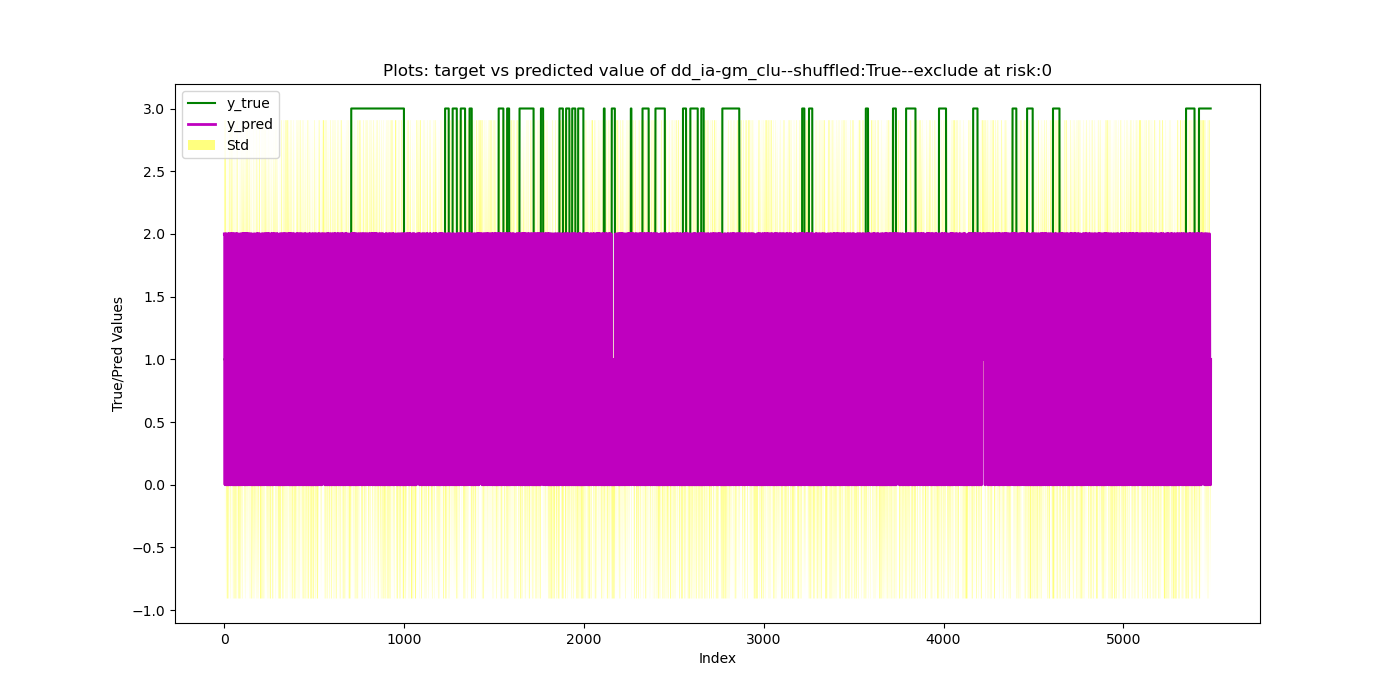 Plots: target vs predicted value of dd_ia-gm_clu--shuffled:True--exclude at risk:0
y_true
y_pred
Std
3.0
2.5
2.0
1.5
1.0
0.5
0.0
−0.5
−1.0
True/Pred Values
0 1000 2000 3000 4000 5000
Index